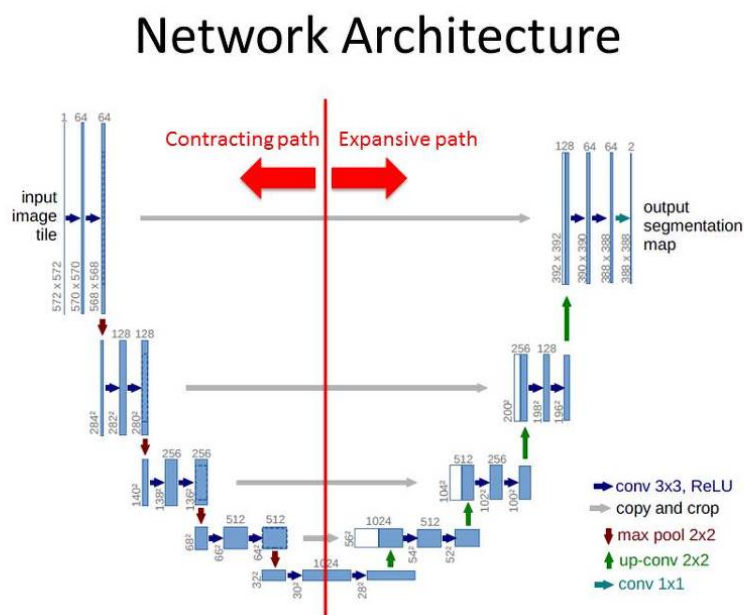 Network Architecture
Contracting path
Expansive path
1 64 64
128 64 64 2
input
image
tile
output
segmentation
map
572 x 572
570 x 570
568 x 568
392 x 392
390 x 390
388 x 388
388 x 388
128 128
256 128
284²
282²
280²
200²
198²
196²
256 256
512 256
140²
138²
136²
104²
102²
100²
512 512
1024 512
68²
66²
64²
56²
54²
52²
1024
32²
30²
28²
conv 3x3, ReLU
copy and crop
max pool 2x2
up-conv 2x2
conv 1x1